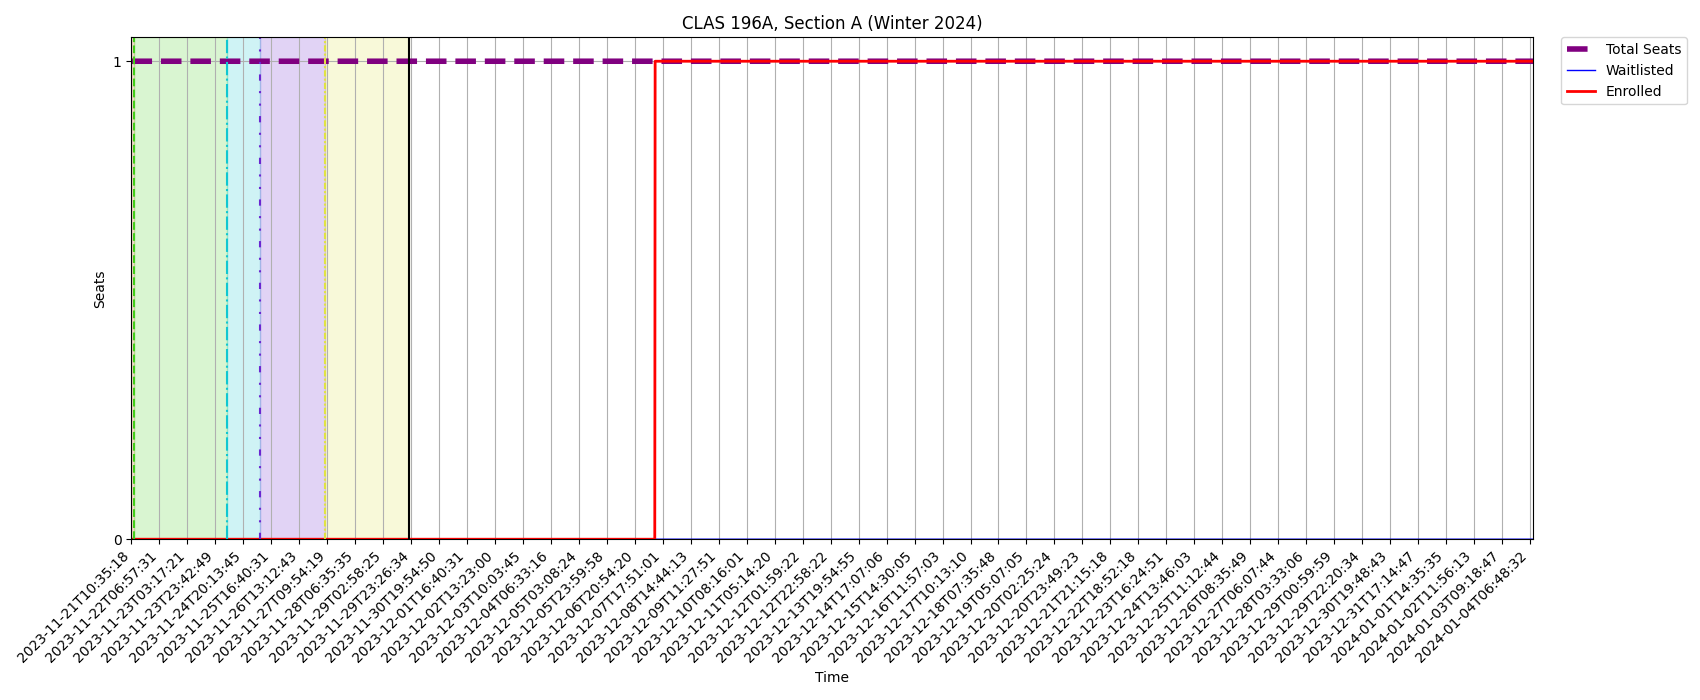 CLAS 196A, Section A (Winter 2024)
Total Seats
Waitlisted
Enrolled
Seats
1
0
2023-11-21T10:35:18
2023-11-22T06:57:31
2023-11-23T03:17:21
2023-11-23T23:42:49
2023-11-24T20:13:45
2023-11-25T16:40:31
2023-11-26T13:12:43
2023-11-27T09:54:19
2023-11-28T06:35:35
2023-11-29T02:58:25
2023-11-29T23:26:34
2023-11-30T19:54:50
2023-12-01T16:40:31
2023-12-02T13:23:00
2023-12-03T10:03:45
2023-12-04T06:33:16
2023-12-05T03:08:24
2023-12-05T23:59:58
2023-12-06T20:54:20
2023-12-07T17:51:01
2023-12-08T14:44:13
2023-12-09T11:27:51
2023-12-10T08:16:01
2023-12-11T05:14:20
2023-12-12T01:59:22
2023-12-12T22:58:22
2023-12-13T19:54:55
2023-12-14T17:07:06
2023-12-15T14:30:05
2023-12-16T11:57:03
2023-12-17T10:13:10
2023-12-18T07:35:48
2023-12-19T05:07:05
2023-12-20T02:25:24
2023-12-20T23:49:23
2023-12-21T21:15:18
2023-12-22T18:52:18
2023-12-23T16:24:51
2023-12-24T13:46:03
2023-12-25T11:12:44
2023-12-26T08:35:49
2023-12-27T06:07:44
2023-12-28T03:33:06
2023-12-29T00:59:59
2023-12-29T22:20:34
2023-12-30T19:48:43
2023-12-31T17:14:47
2024-01-01T14:35:35
2024-01-02T11:56:13
2024-01-03T09:18:47
2024-01-04T06:48:32
Time